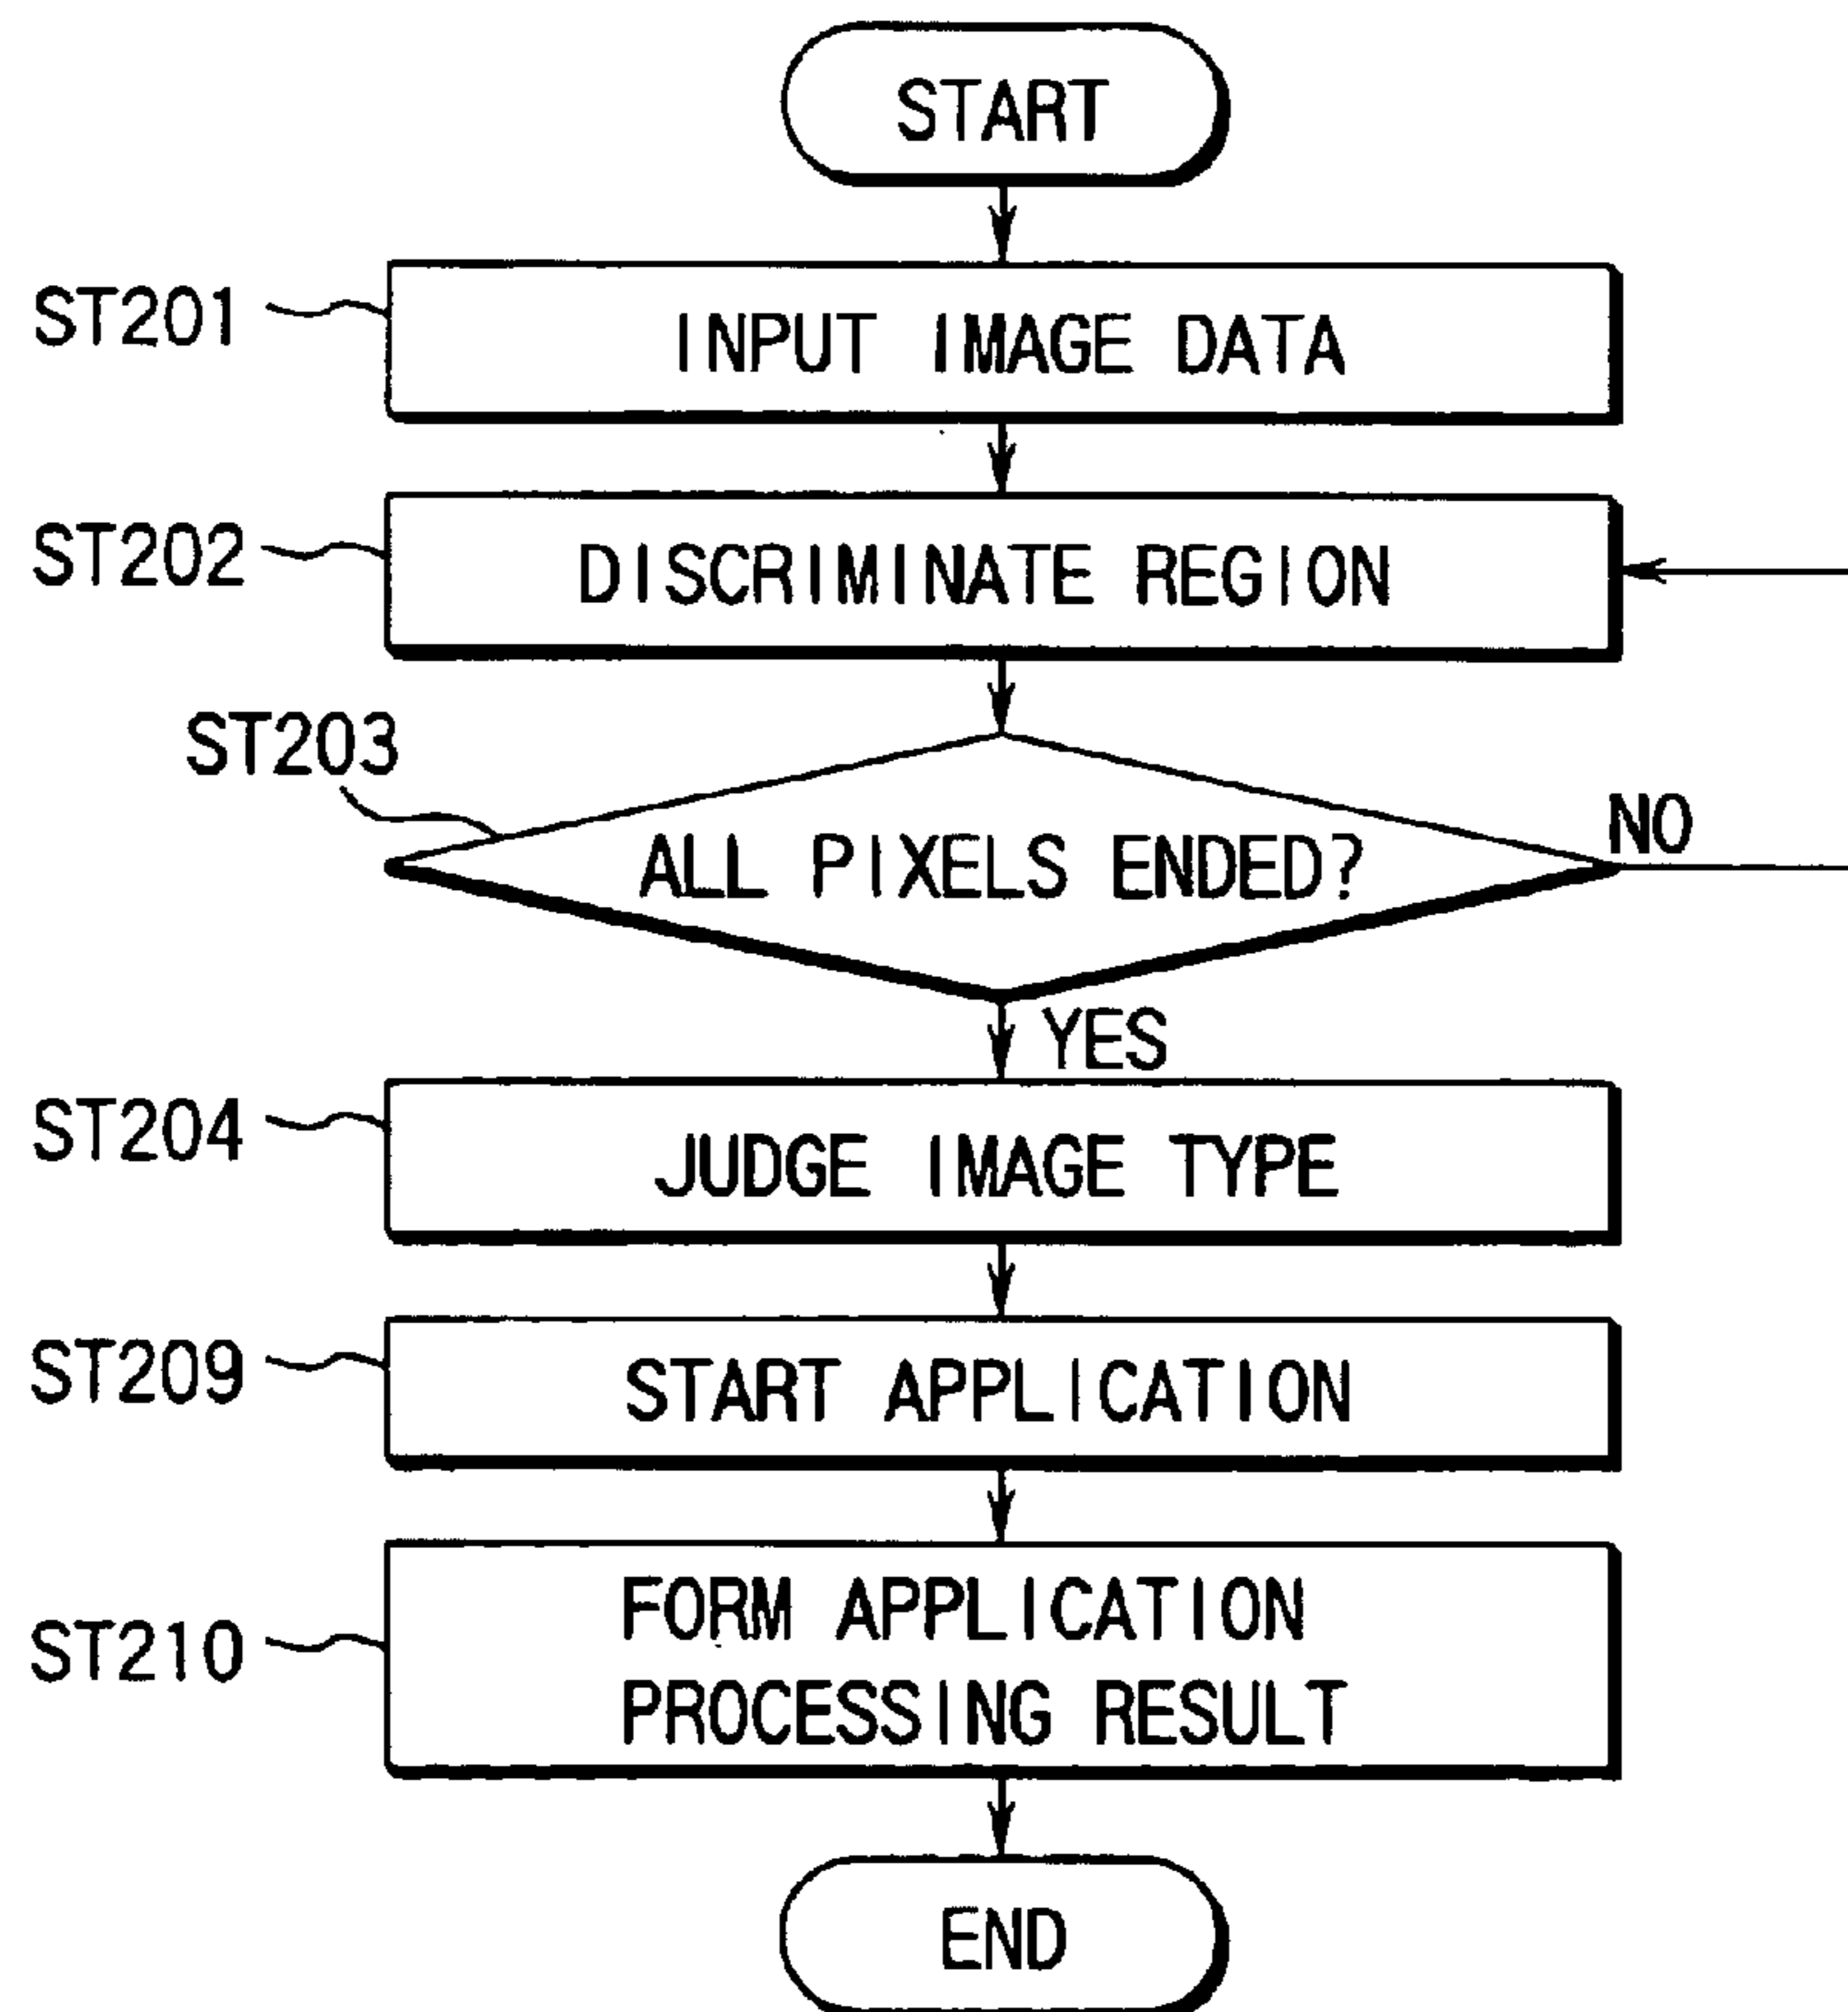 START
ST201
INPUT IMAGE DATA
ST202
DISCRIMINATE REGION
ST203
ALL PIXELS ENDED?
NO
YES
ST204
JUDGE IMAGE TYPE
ST209
START APPLICATION
ST210
FORM APPLICATION
PROCESSING RESULT
END